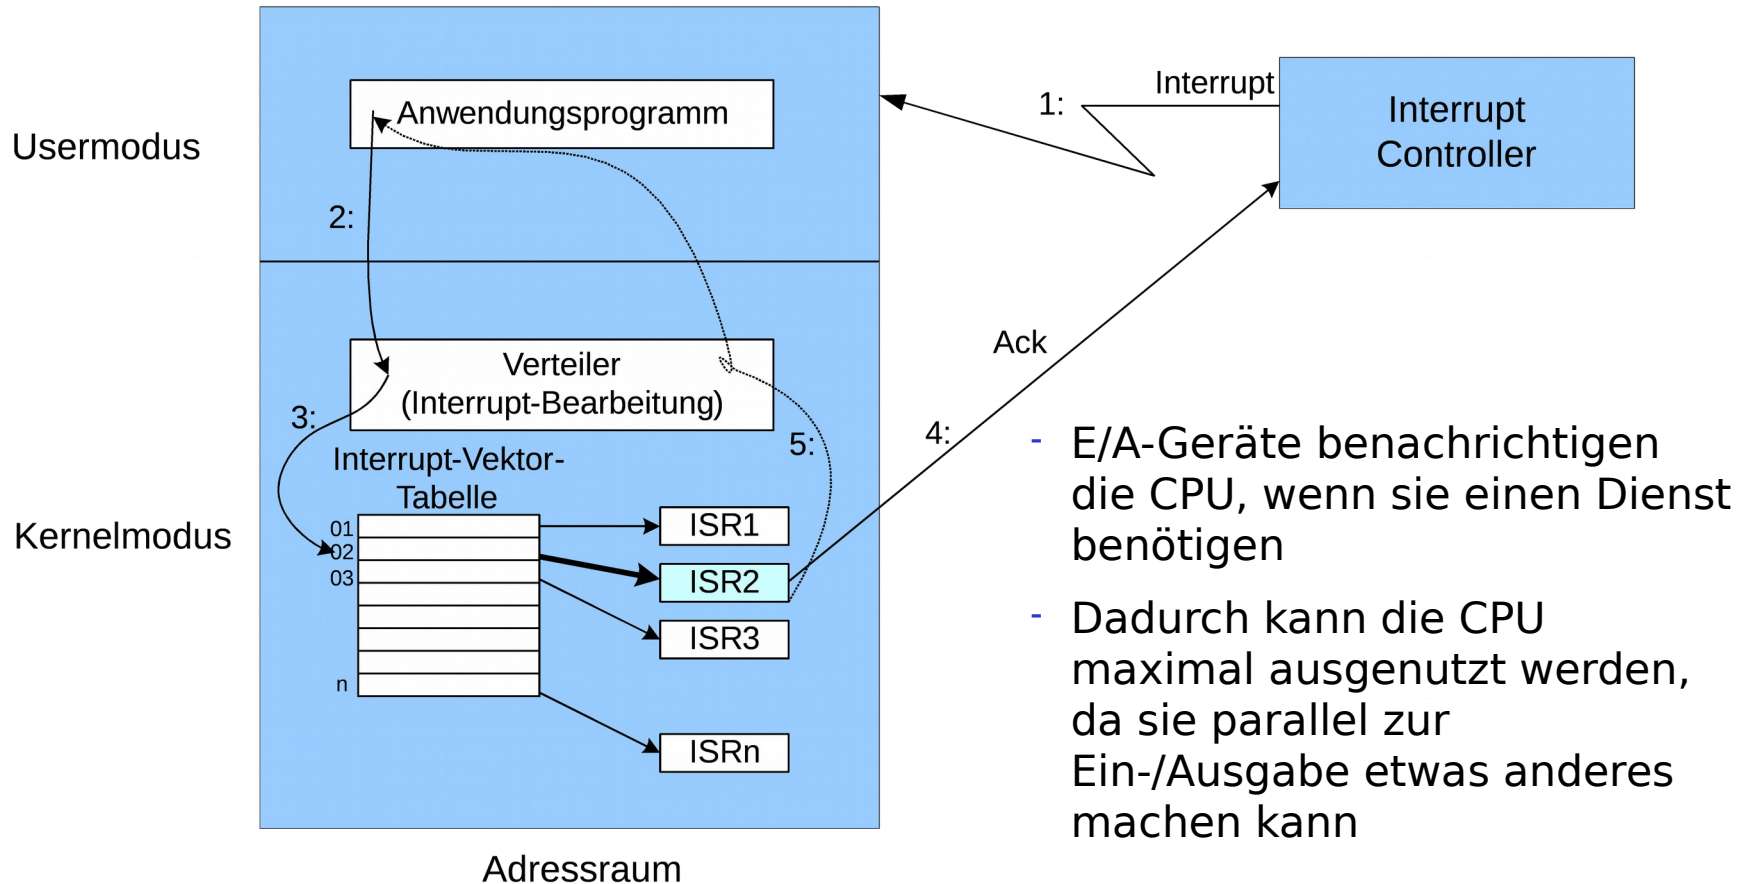 Usermodus
Anwendungsprogramm
1:
Interrupt
Interrupt
Controller
2:
Verteiler
(Interrupt-Bearbeitung)
3:
Ack
4:
5:
Interrupt-Vektor-
Tabelle
Kernelmodus
01
02
03
n
ISR1
ISR2
ISR3
ISRn
- E/A-Geräte benachrichtigen
die CPU, wenn sie einen Dienst
benötigen
- Dadurch kann die CPU
maximal ausgenutzt werden,
da sie parallel zur
Ein-/Ausgabe etwas anderes
machen kann
Adressraum